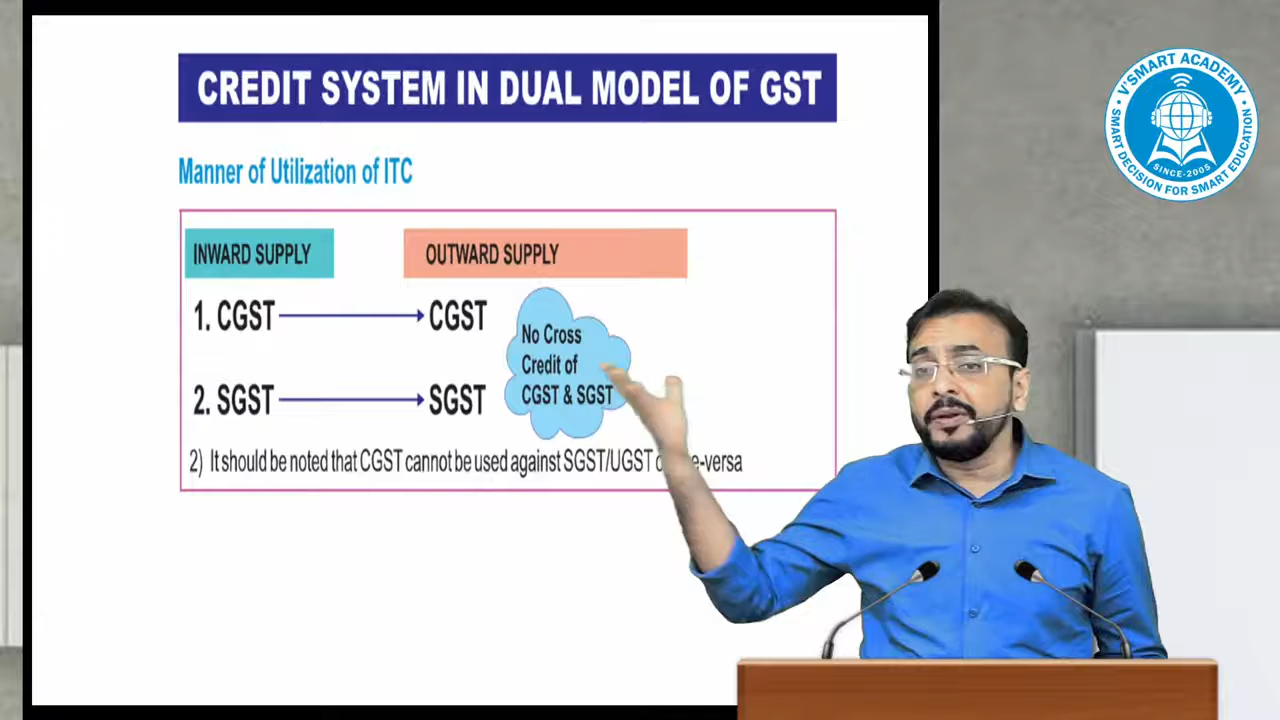 CREDIT SYSTEM IN DUAL MODEL OF GST
Manner of Utilization of ITC
INWARD SUPPLY
OUTWARD SUPPLY
1. CGST
CGST
No Cross
Credit of
CGST & SGST
2. SGST
SGST
2) It should be noted that CGST cannot be used against SGST/UGST
V'SMART ACADEMY
SMART DECISION FOR SMART EDUCATION
SINCE-2005